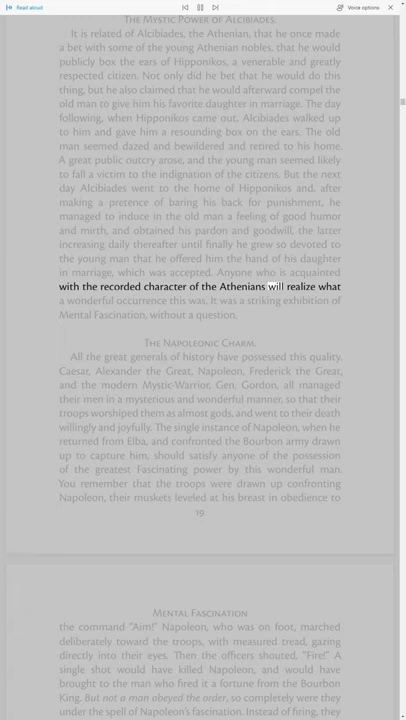 Read aloud
Voice options
THE MYSTIC POWER OF ALCIBIADES.
It is related of Alcibiades, the Athenian, that he once made
a bet with some of the young Athenian nobles, that he would
publicly box the ears of Hipponikos, a venerable and greatly
respected citizen. Not only did he bet that he would do this
thing, but he also claimed that he would afterward compel the
old man to give him his favorite daughter in marriage. The day
following, when Hipponikos came out, Alcibiades walked up
to him and gave him a resounding box on the ears. The old
man seemed dazed and bewildered and retired to his home.
A great public outcry arose, and the young man seemed likely
to fall a victim to the indignation of the citizens. But the next
day Alcibiades went to the home of Hipponikos and, after
making a pretence of baring his back for punishment, he
managed to induce in the old man a feeling of good humor
and mirth, and obtained his pardon and goodwill, the latter
increasing daily thereafter until finally he grew so devoted to
the young man that he offered him the hand of his daughter
in marriage, which was accepted. Anyone who is acquainted
with the recorded character of the Athenians will realize what
a wonderful occurrence this was. It was a striking exhibition of
Mental Fascination, without a question.
THE NAPOLEONIC CHARM.
All the great generals of history have possessed this quality.
Caesar, Alexander the Great, Napoleon, Frederick the Great,
and the modern Mystic-Warrior, Gen. Gordon, all managed
their men in a mysterious and wonderful manner, so that their
troops worshiped them as almost gods, and went to their death
willingly and joyfully. The single instance of Napoleon, when he
returned from Elba, and confronted the Bourbon army drawn
up to capture him, should satisfy anyone of the possession
of the greatest Fascinating power by this wonderful man.
You remember that the troops were drawn up confronting
Napoleon, their muskets leveled at his breast in obedience to
19
MENTAL FASCINATION
the command “Aim!” Napoleon, who was on foot, marched
deliberately toward the troops, with measured tread, gazing
directly into their eyes. Then the officers shouted, “Fire!” A
single shot would have killed Napoleon, and would have
brought to the man who fired it a fortune from the Bourbon
King. But not a man obeyed the order, so completely were they
under the spell of Napoleon’s fascination. Instead of firing, they